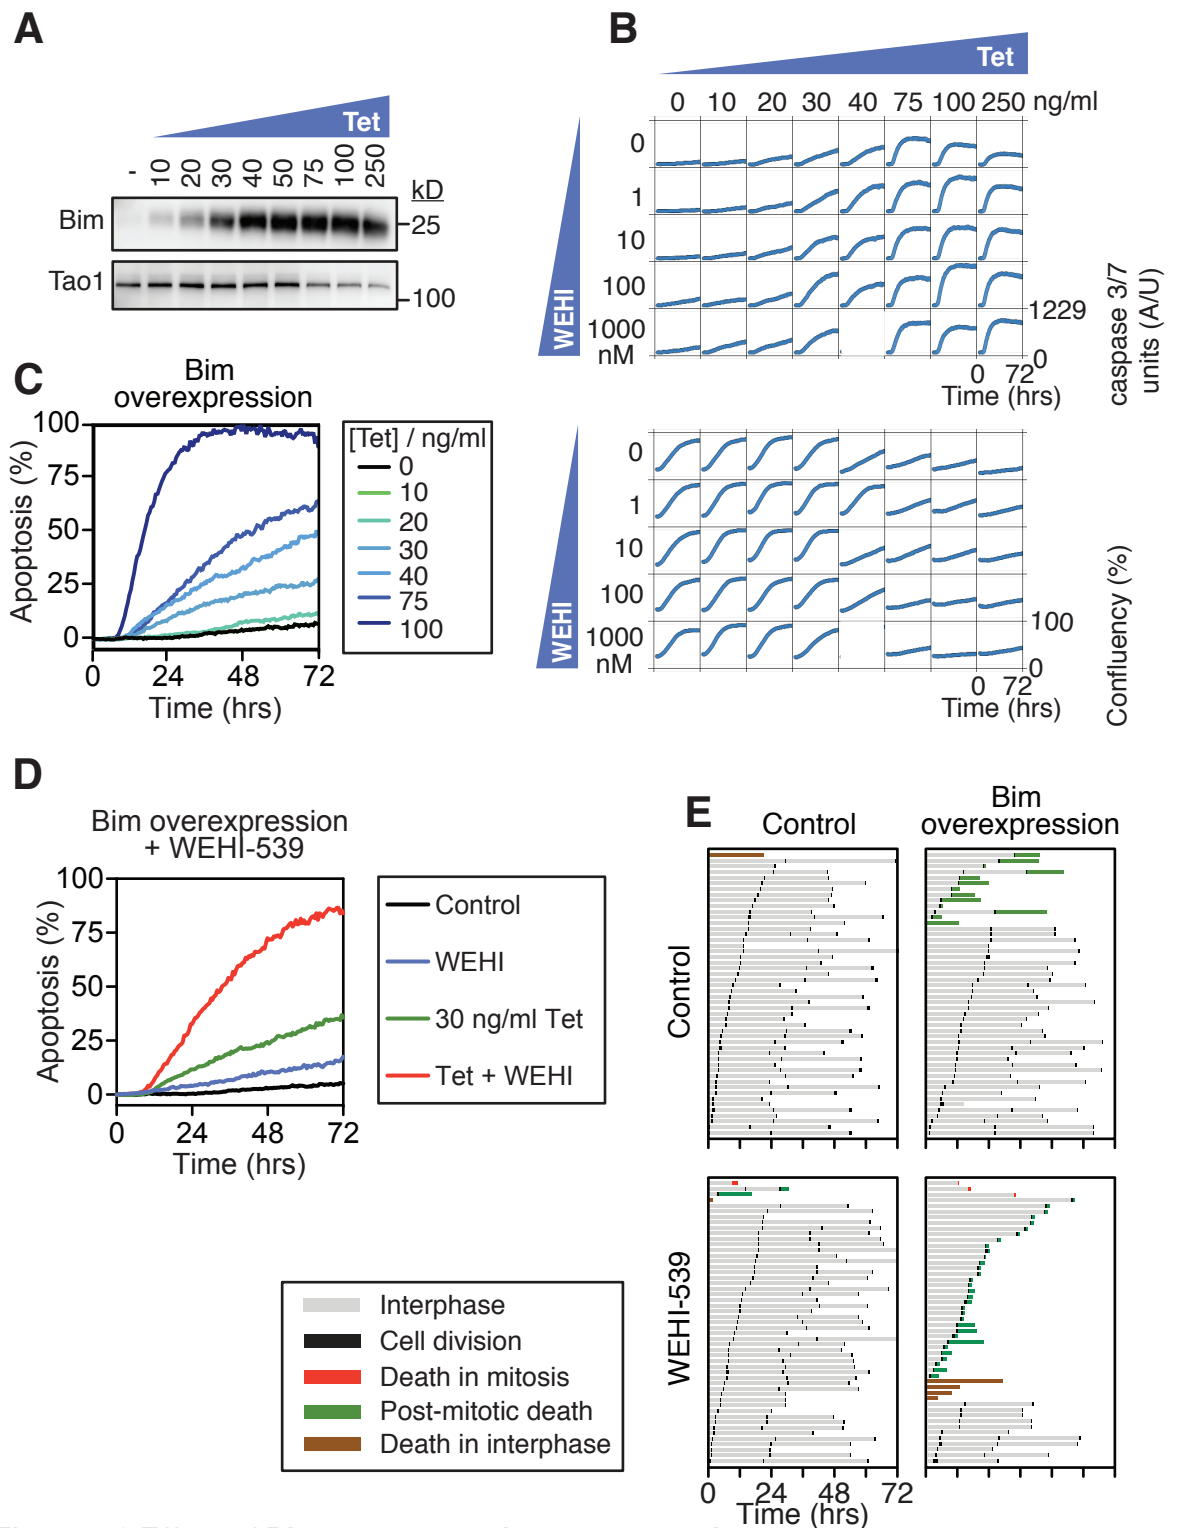 A
Tet
- 10 20 30 40 50 75 100 250
kD
Bim
25
Tao1
100
B
Tet
0 10 20 30 40 75 100 250 ng/ml
0
1
10
100
1000
nM
WEHI
1229
0
0 72
Time (hrs)
caspase 3/7
units (A/U)
0
1
10
100
1000
nM
WEHI
100
0
0 72
Time (hrs)
Confluency (%)
C
Bim
overexpression
100
75
50
25
0
Apoptosis (%)
0 24 48 72
Time (hrs)
[Tet] / ng/ml
0
10
20
30
40
75
100
D
Bim overexpression
+ WEHI-539
100
75
50
25
0
Apoptosis (%)
0 24 48 72
Time (hrs)
Control
WEHI
30 ng/ml Tet
Tet + WEHI
E
Control
Bim
overexpression
Control
WEHI-539
0 24 48 72
Time (hrs)
Interphase
Cell division
Death in mitosis
Post-mitotic death
Death in interphase